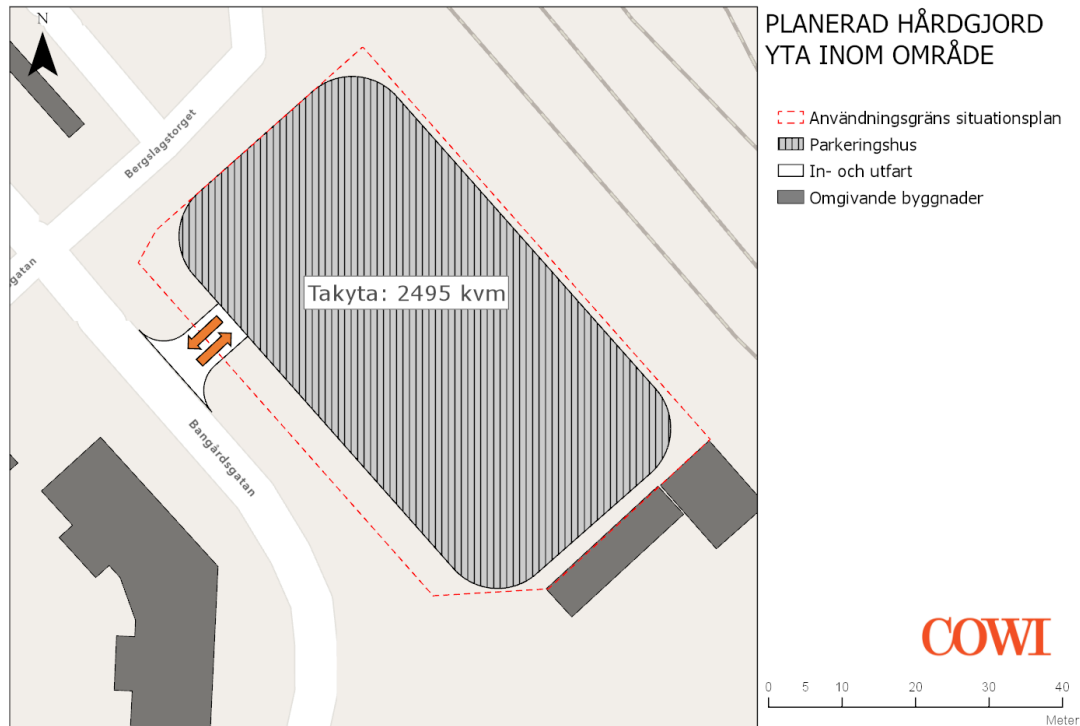 N
PLANERAD HÅRDGJORD
YTA INOM OMRÅDE
Användningsgräns situationsplan
Parkeringshus
In- och utfart
Omgivande byggnader
Bergslagstorget
gatan
Takyta: 2495 kvm
Bangårdsgatan
COWI
0 5 10 20 30 40
Meter